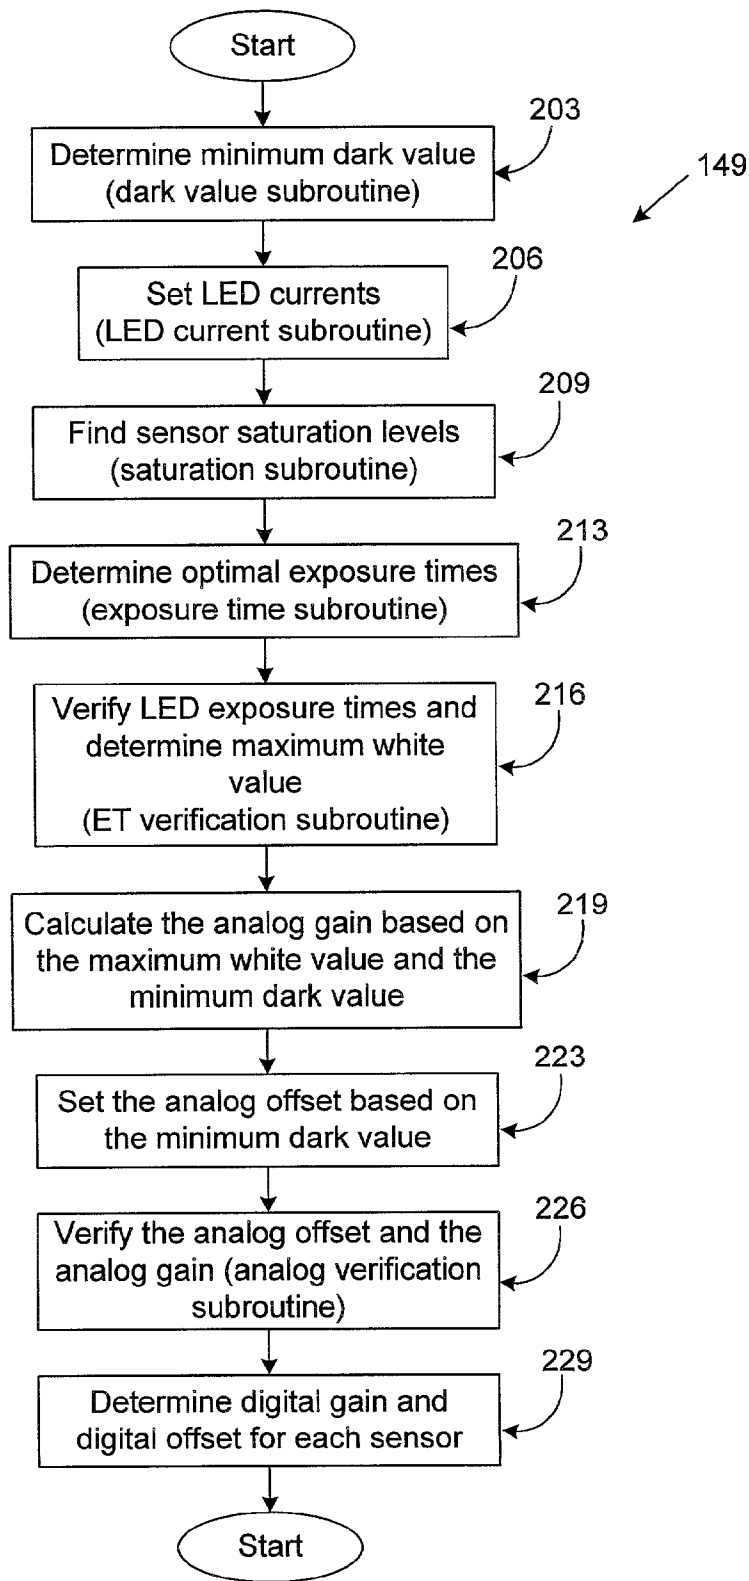 Start
203
Determine minimum dark value
(dark value subroutine)
149
206
Set LED currents
(LED current subroutine)
209
Find sensor saturation levels
(saturation subroutine)
213
Determine optimal exposure times
(exposure time subroutine)
216
Verify LED exposure times and
determine maximum white
value
(ET verification subroutine)
219
Calculate the analog gain based on
the maximum white value and the
minimum dark value
223
Set the analog offset based on
the minimum dark value
226
Verify the analog offset and the
analog gain (analog verification
subroutine)
229
Determine digital gain and
digital offset for each sensor
Start